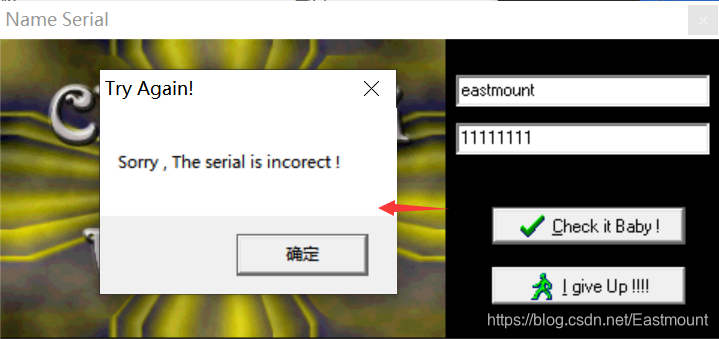 Name Serial
Try Again!
Sorry , The serial is incorect !
确定
eastmount
11111111
Check it Baby !
I give Up !!!!
https://blog.csdn.net/Eastmount